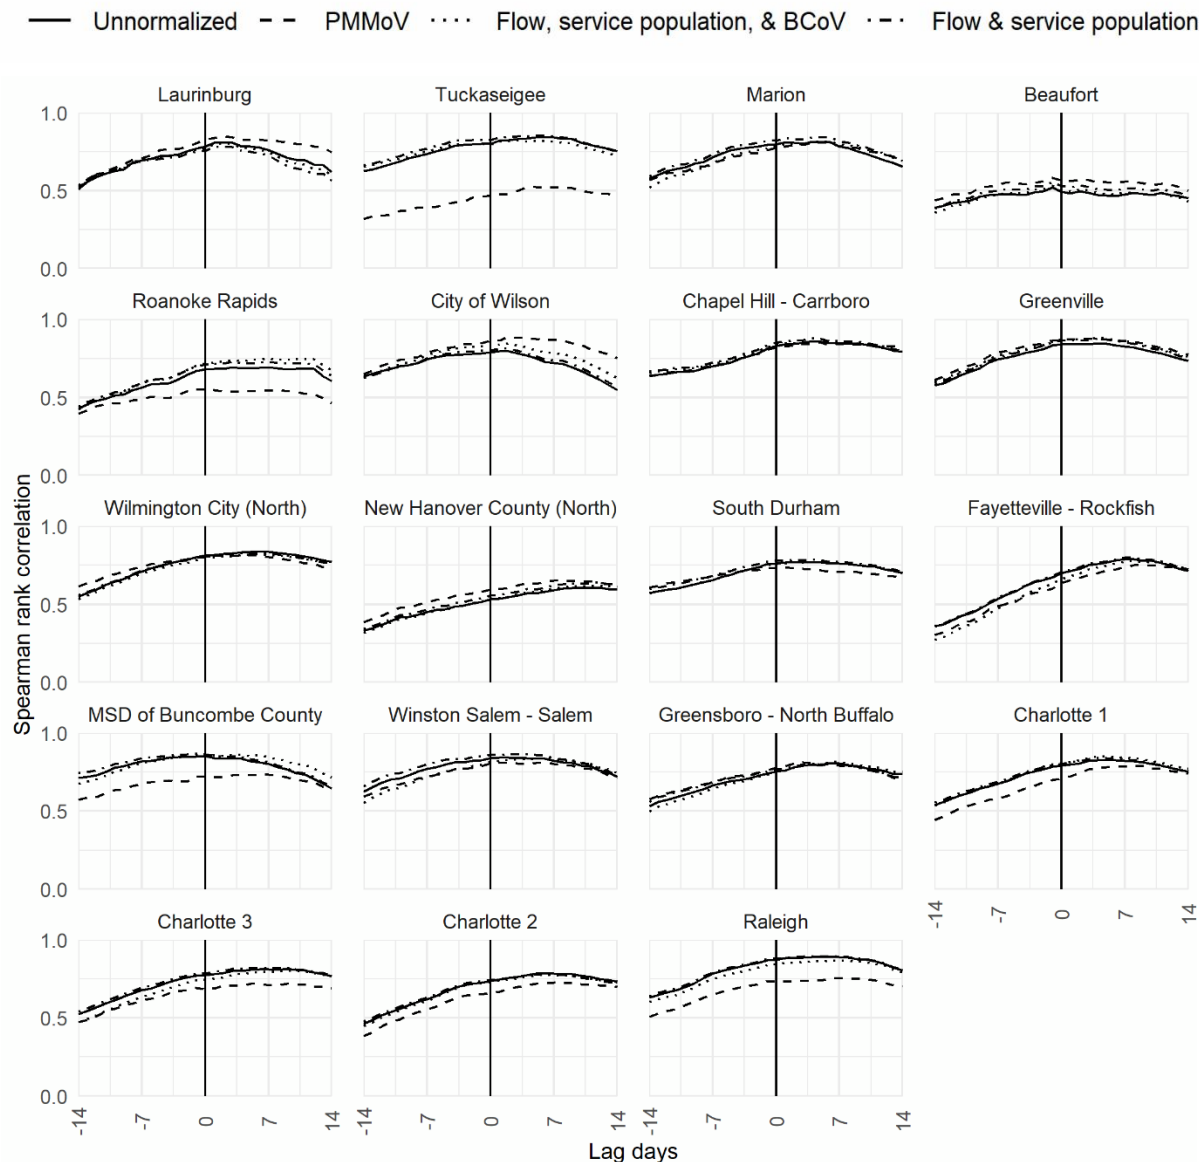 Unnormalized PMMoV Flow, service population, & BCoV Flow & service population
Laurinburg Tuckaseigee Marion Beaufort
1.0
0.5
0.0
Roanoke Rapids City of Wilson Chapel Hill - Carrboro Greenville
1.0
0.5
0.0
Spearman rank correlation
Wilmington City (North) New Hanover County (North) South Durham Fayetteville - Rockfish
1.0
0.5
0.0
MSD of Buncombe County Winston Salem - Salem Greensboro - North Buffalo Charlotte 1
1.0
0.5
0.0
-14 -7 0 7 14
Charlotte 3 Charlotte 2 Raleigh
1.0
0.5
0.0
-14 -7 0 7 14 -14 -7 0 7 14 -14 -7 0 7 14
Lag days